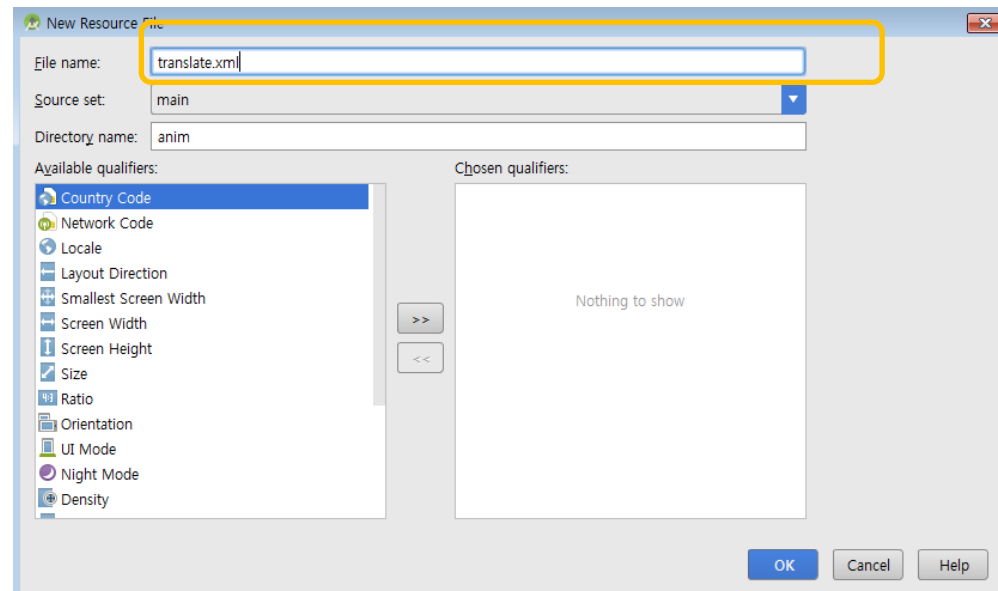 New Resource File
File name: translate.xml
Source set: main
Directory name: anim
Available qualifiers: Chosen qualifiers:
Country Code
Network Code
Locale
Layout Direction
Smallest Screen Width
Screen Width
Screen Height
Size
Ratio
Orientation
UI Mode
Night Mode
Density
>>
<<
Nothing to show
OK Cancel Help